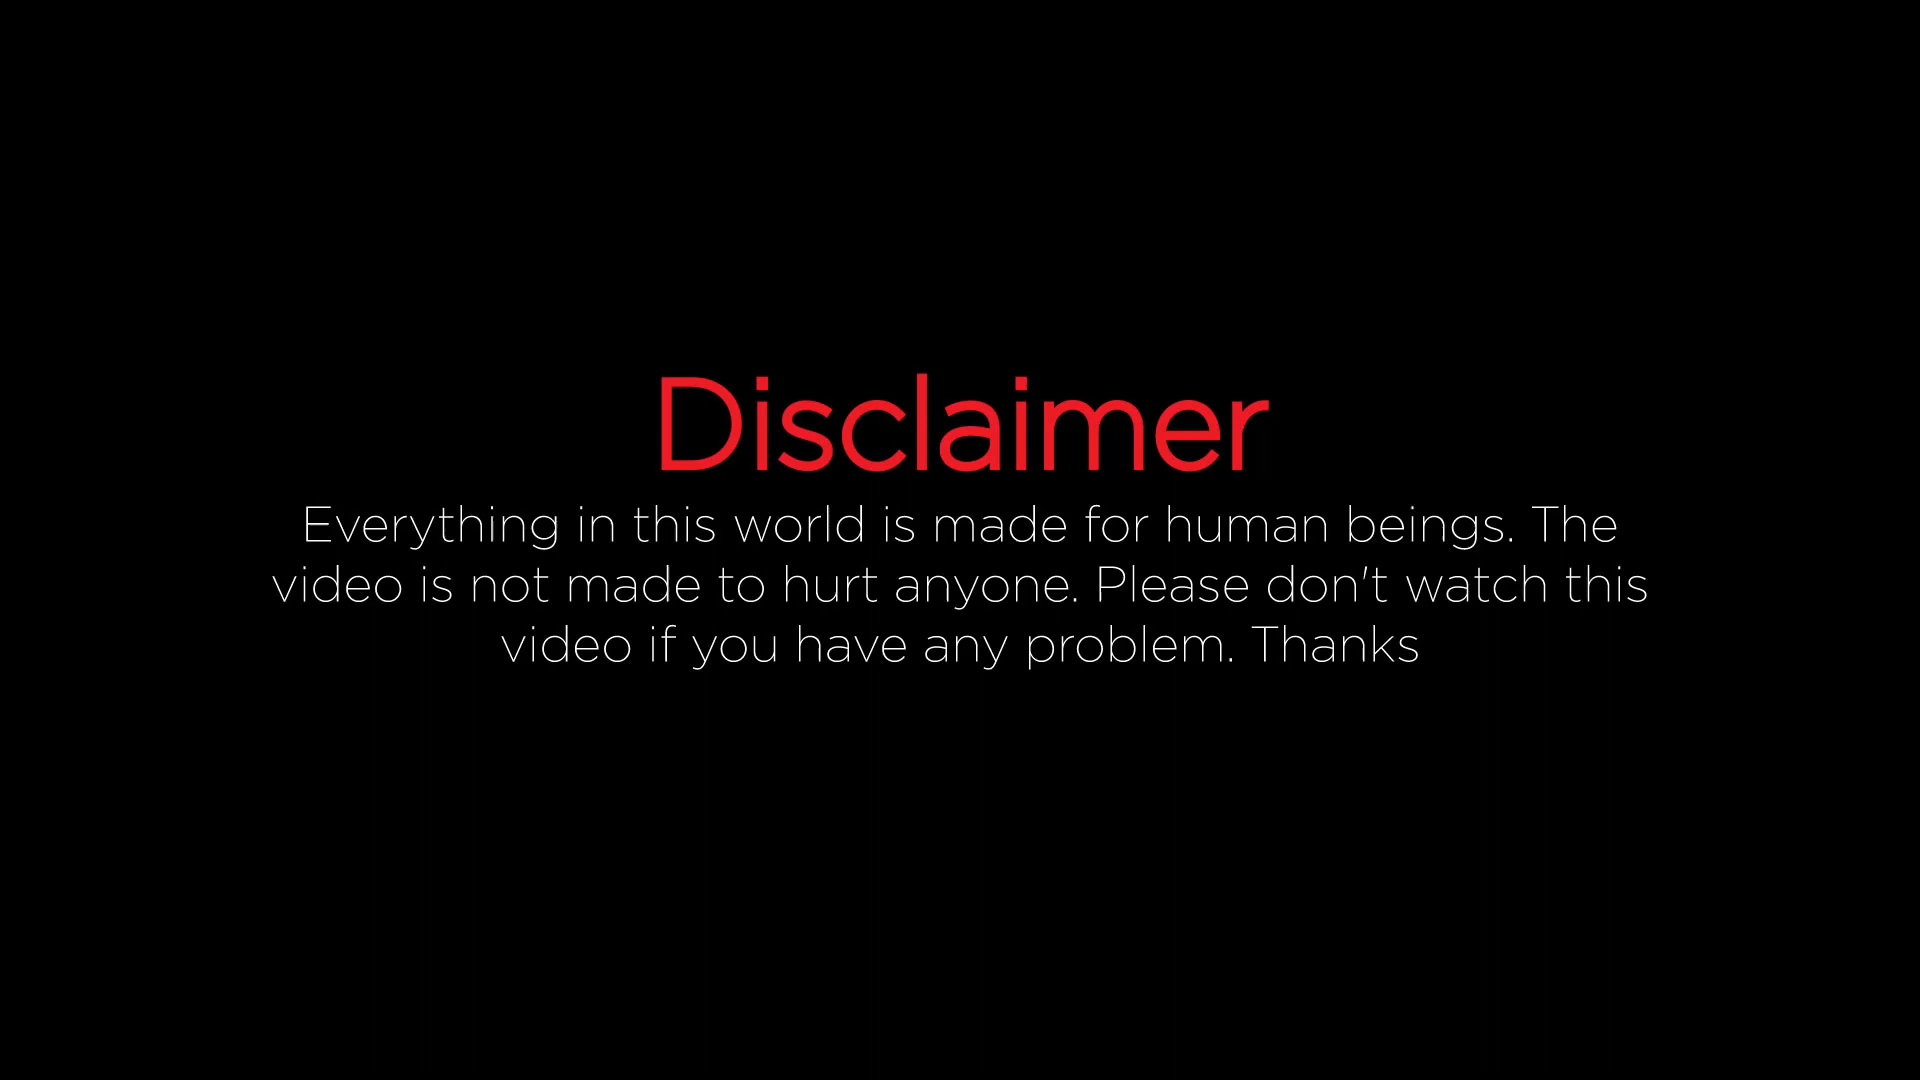 Disclaimer
Everything in this world is made for human beings. The
video is not made to hurt anyone. Please don't watch this
video if you have any problem. Thanks